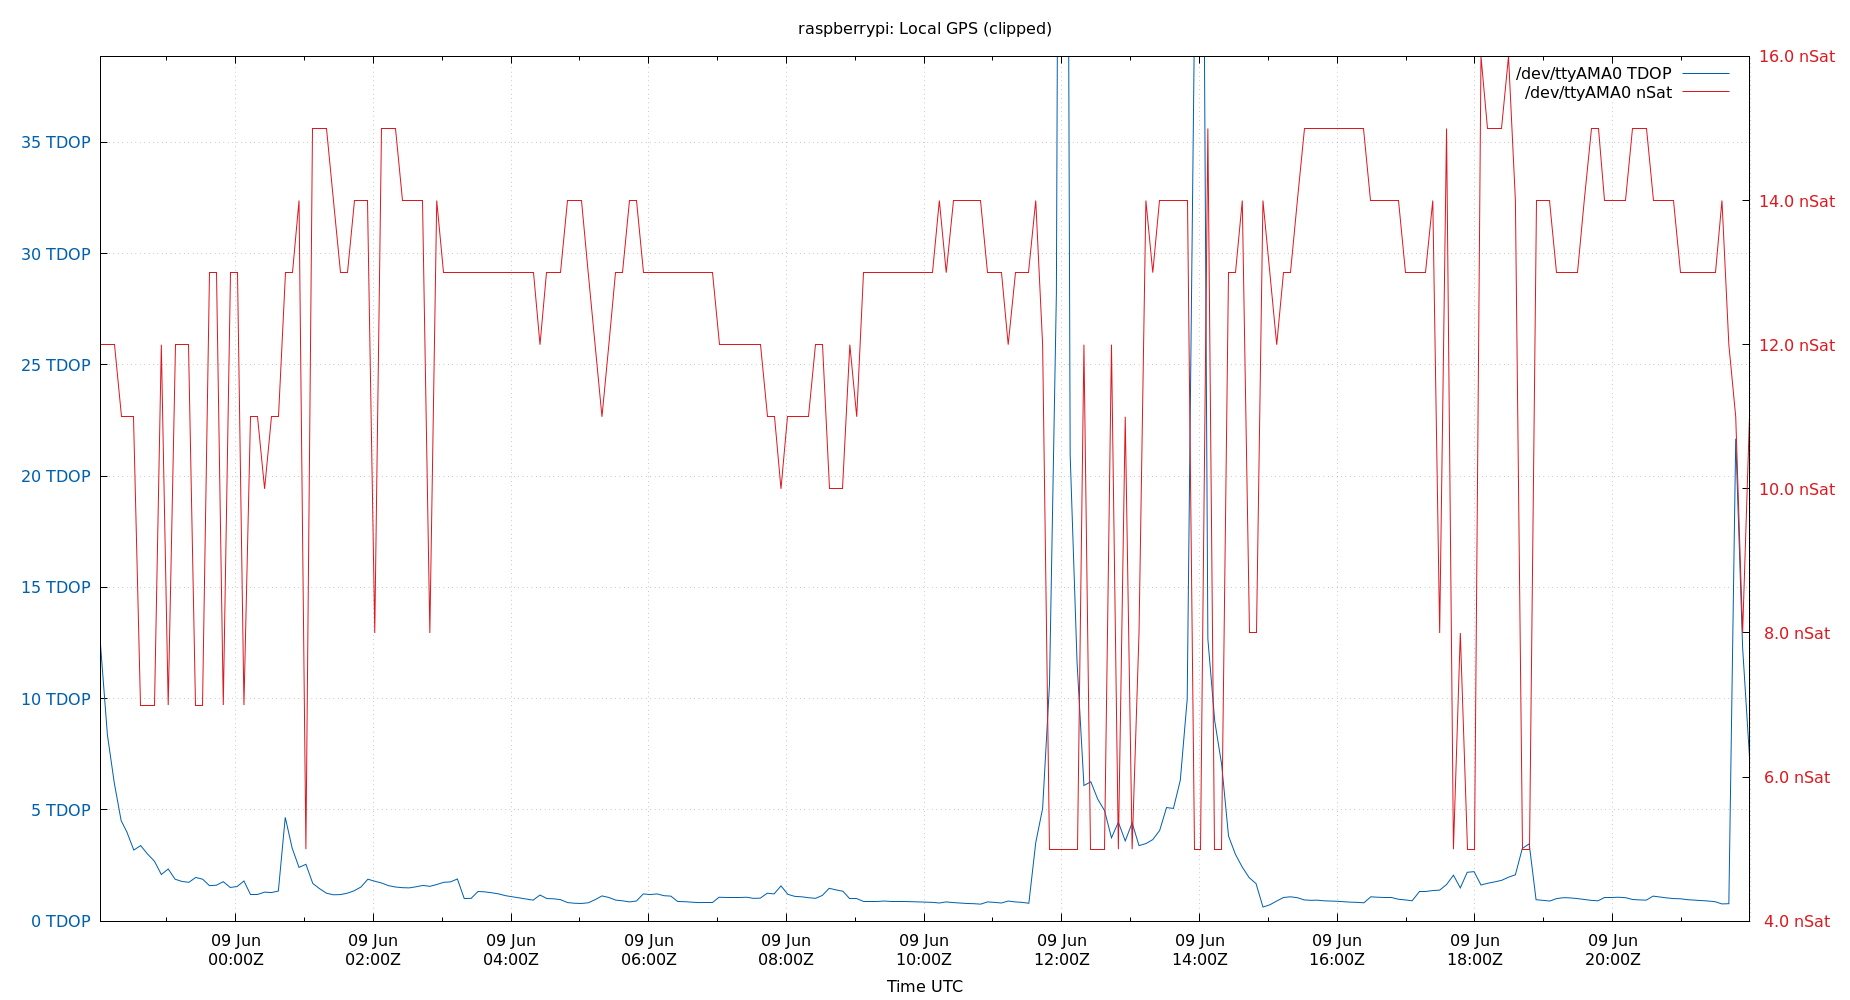 raspberrypi: Local GPS (clipped)
/dev/ttyAMA0 TDOP
/dev/ttyAMA0 nSat
35 TDOP
30 TDOP
25 TDOP
20 TDOP
15 TDOP
10 TDOP
5 TDOP
0 TDOP
16.0 nSat
14.0 nSat
12.0 nSat
10.0 nSat
8.0 nSat
6.0 nSat
4.0 nSat
09 Jun
00:00Z
09 Jun
02:00Z
09 Jun
04:00Z
09 Jun
06:00Z
09 Jun
08:00Z
09 Jun
10:00Z
09 Jun
12:00Z
09 Jun
14:00Z
09 Jun
16:00Z
09 Jun
18:00Z
09 Jun
20:00Z
Time UTC